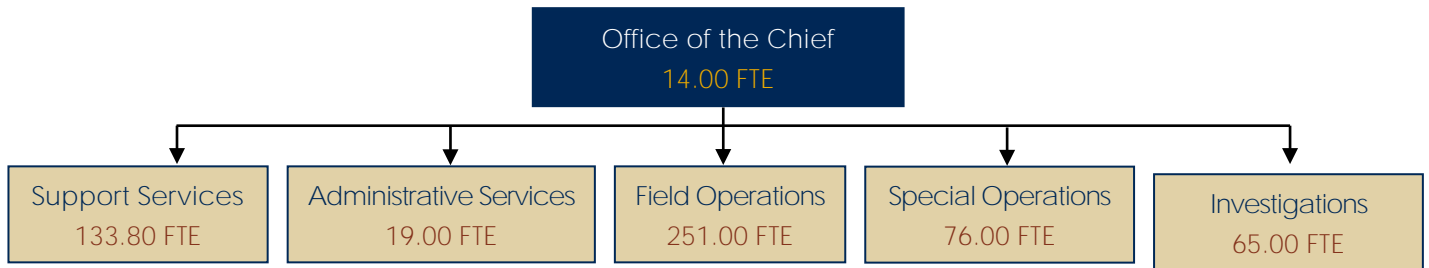 Office of the Chief
14.00 FTE
Support Services
133.80 FTE
Administrative Services
19.00 FTE
Field Operations
251.00 FTE
Special Operations
76.00 FTE
Investigations
65.00 FTE